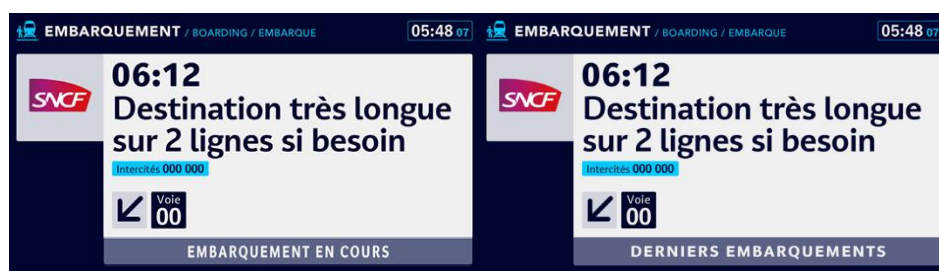 EMBARQUEMENT / BOARDING / EMBARQUE 05:48 07
SNCF
06:12
Destination très longue
sur 2 lignes si besoin
Intercités 000 000
Voie
00
EMBARQUEMENT EN COURS
EMBARQUEMENT / BOARDING / EMBARQUE 05:48 07
SNCF
06:12
Destination très longue
sur 2 lignes si besoin
Intercités 000 000
Voie
00
DERNIERS EMBARQUEMENTS